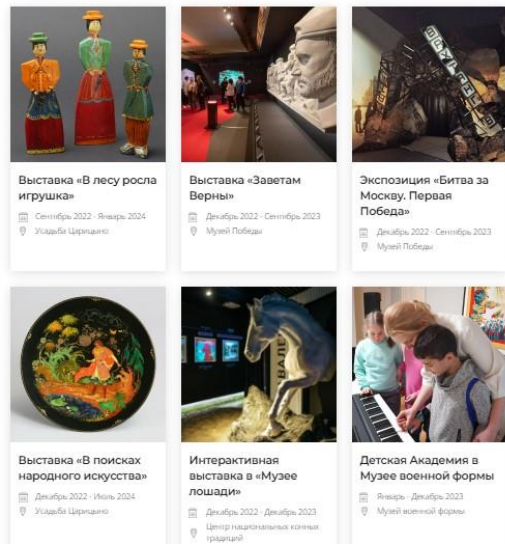 Выставка «В лесу росла
игрушка»
Сентябрь 2022 - Январь 2024
Усадьба Царицыно
Выставка «Заветам
Верны»
Декабрь 2022 - Сентябрь 2023
Музей Победы
Экспозиция «Битва за
Москву. Первая
Победа»
Декабрь 2022 - Сентябрь 2023
Музей Победы
Выставка «В поисках
народного искусства»
Декабрь 2022 - Июль 2024
Усадьба Царицыно
Интерактивная
выставка в «Музее
лошади»
Декабрь 2022 - Декабрь 2023
Центр национальных конных
традиций
Детская Академия в
Музее военной формы
Январь - Декабрь 2023
Музей военной формы